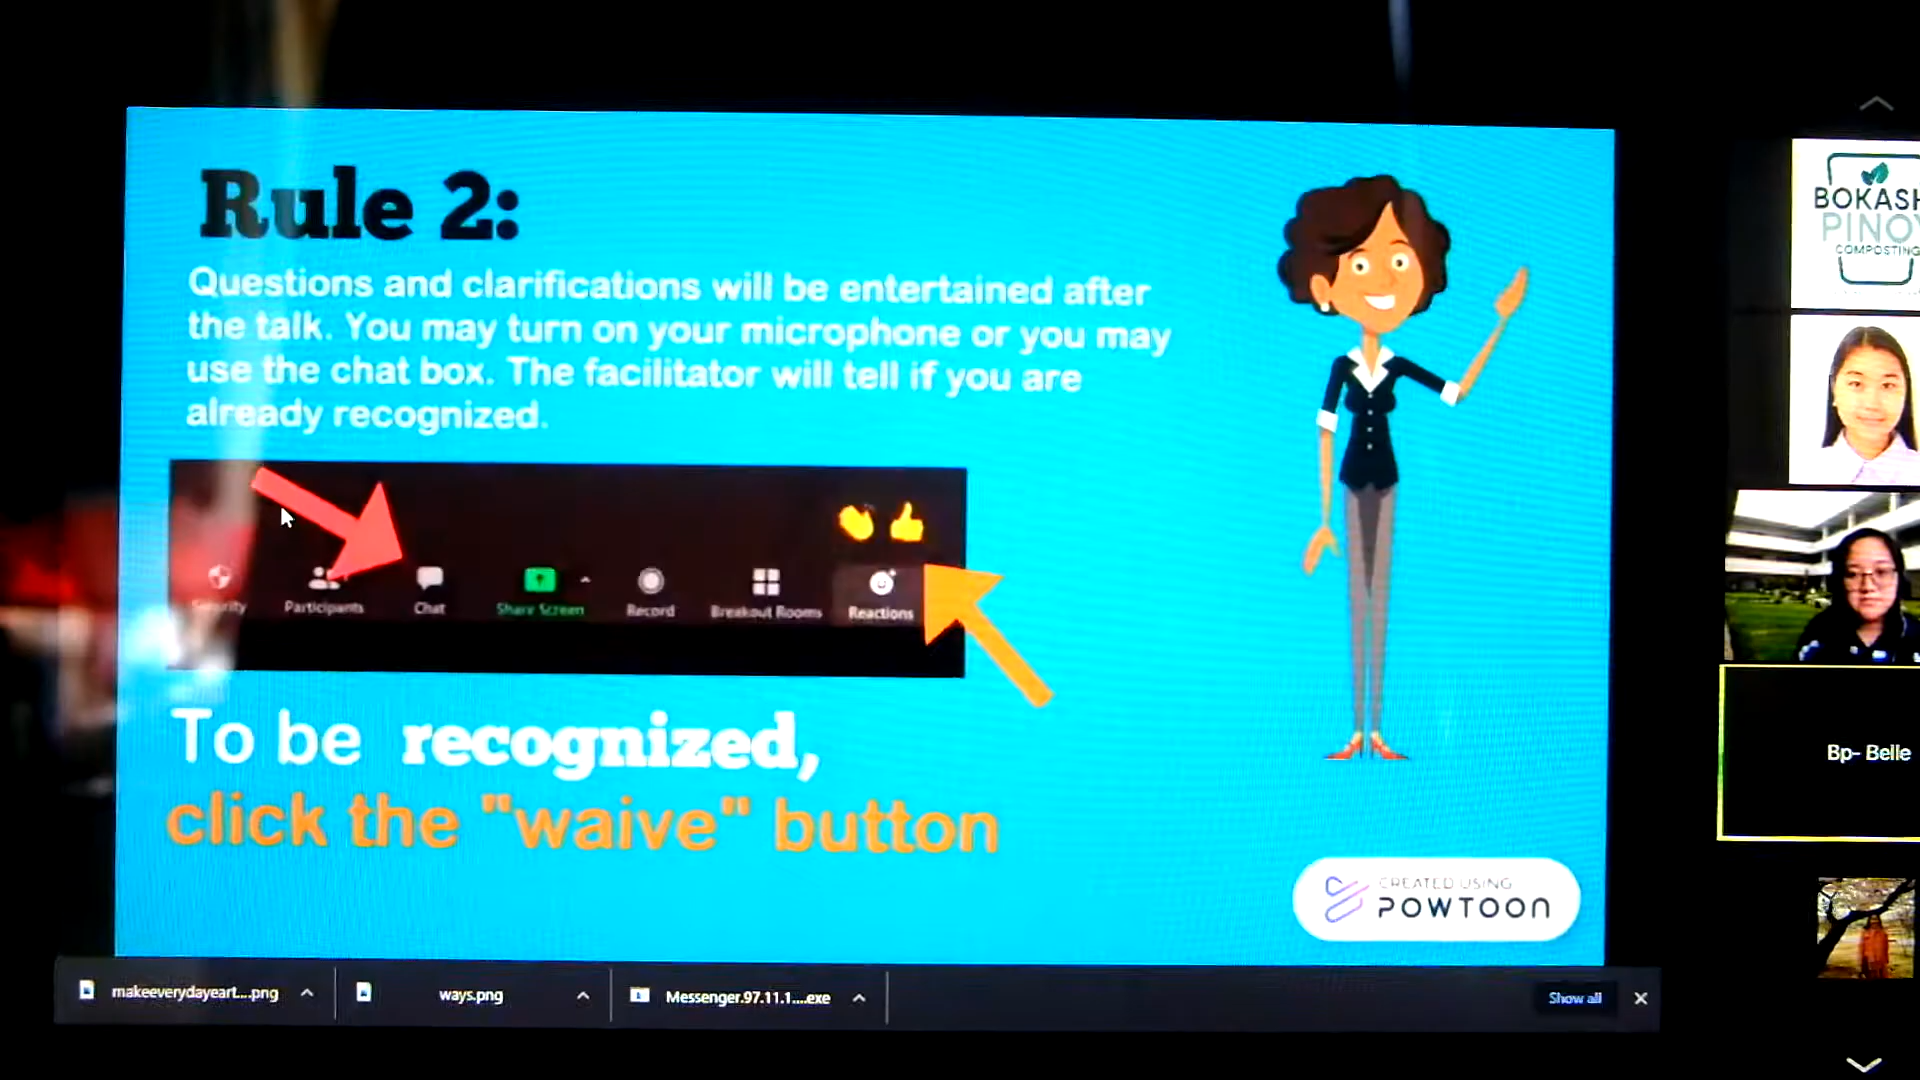 Rule 2:
Questions and clarifications will be entertained after
the talk. You may turn on your microphone or you may
use the chat box. The facilitator will tell if you are
already recognized.
Security
Participants
Chat
Share Screen
Record
Breakout Rooms
Reactions
To be recognized,
click the "waive" button
CREATED USING
POWTOON
makeeverydayeart....png
ways.png
Messenger.97.11.1....exe
Show all
BOKASH
PINOY
COMPOSTING
Bp- Belle